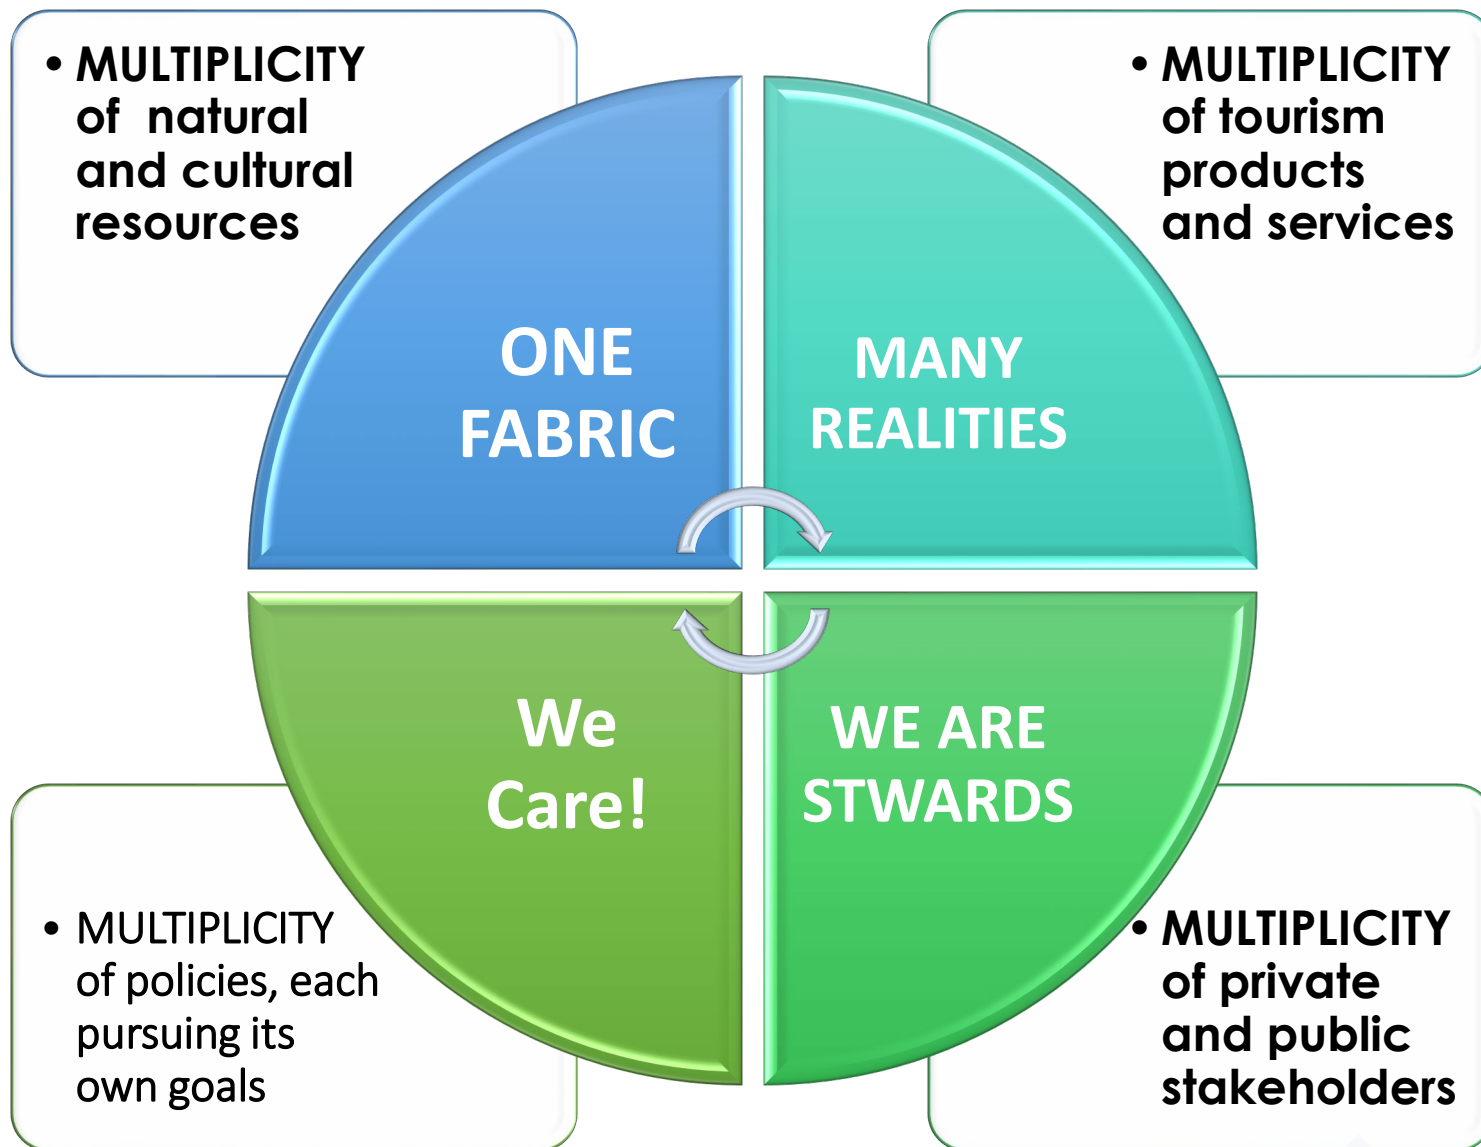 • MULTIPLICITY
of natural
and cultural
resources
• MULTIPLICITY
of tourism
products
and services
ONE
FABRIC
MANY
REALITIES
We
Care!
WE ARE
STWARDS
• MULTIPLICITY
of policies, each
pursuing its
own goals
• MULTIPLICITY
of private
and public
stakeholders